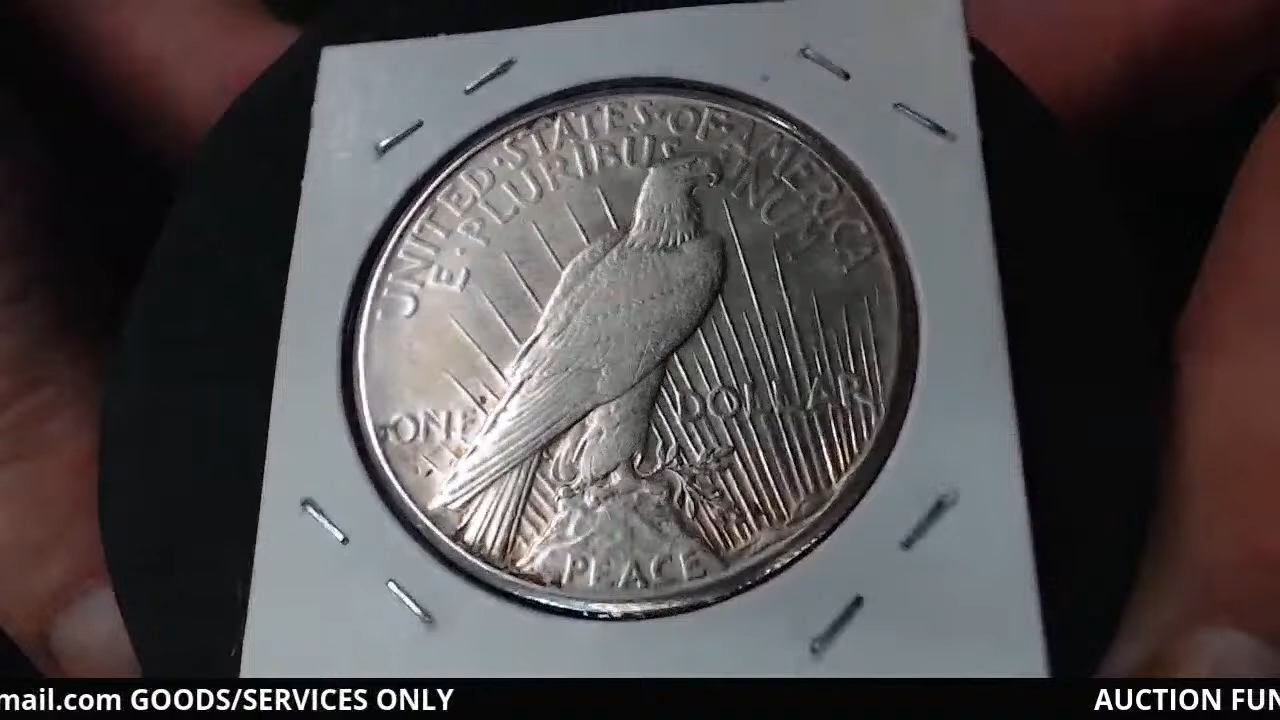 UNITED·STATES·OF·AMERICA
E·PLURIBUS UNUM
ONE DOLLAR
PEACE
mail.com GOODS/SERVICES ONLY
AUCTION FUN